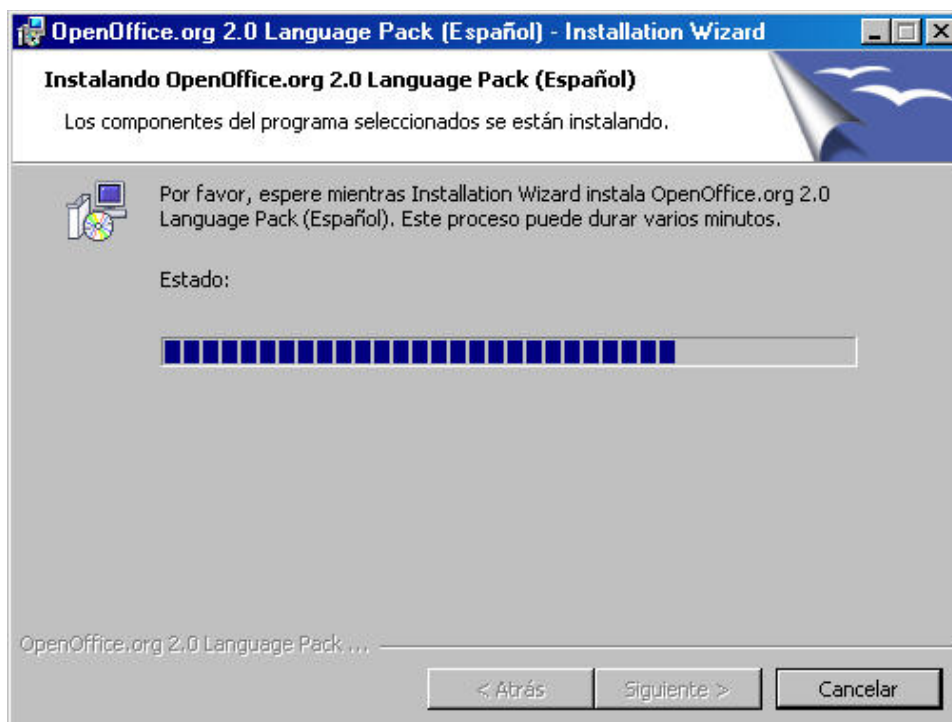 OpenOffice.org 2.0 Language Pack (Español) - Installation Wizard
Instalando OpenOffice.org 2.0 Language Pack (Español)
Los componentes del programa seleccionados se están instalando.
Por favor, espere mientras Installation Wizard instala OpenOffice.org 2.0
Language Pack (Español). Este proceso puede durar varios minutos.
Estado:
OpenOffice.org 2.0 Language Pack ...
< Atrás
Siguiente >
Cancelar